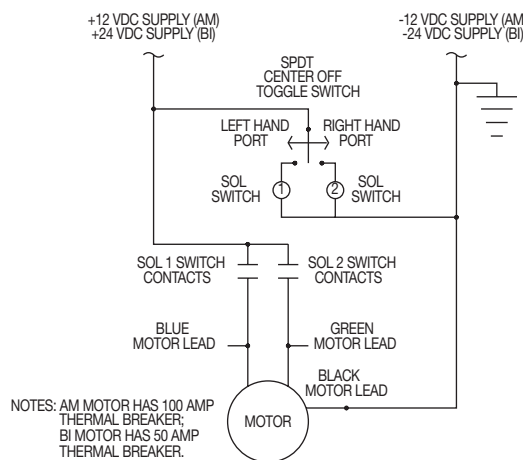 +12 VDC SUPPLY (AM)
+24 VDC SUPPLY (BI)
-12 VDC SUPPLY (AM
-24 VDC SUPPLY (BI)
SPDT
CENTER OFF
TOGGLE SWITCH
LEFT HAND
PORT
RIGHT HAND
PORT
SOL
SWITCH
1
2
SOL
SWITCH
SOL 1 SWITCH
CONTACTS
SOL 2 SWITCH
CONTACTS
BLUE
MOTOR LEAD
GREEN
MOTOR LEAD
BLACK
MOTOR LEAD
NOTES: AM MOTOR HAS 100 AMP
THERMAL BREAKER;
BI MOTOR HAS 50 AMP
THERMAL BREAKER.
MOTOR